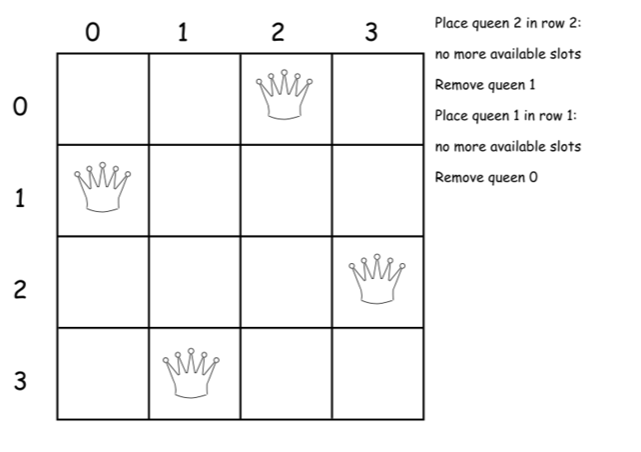 0 1 2 3
Place queen 2 in row 2:
no more available slots
Remove queen 1
Place queen 1 in row 1:
no more available slots
Remove queen 0
0
1
2
3